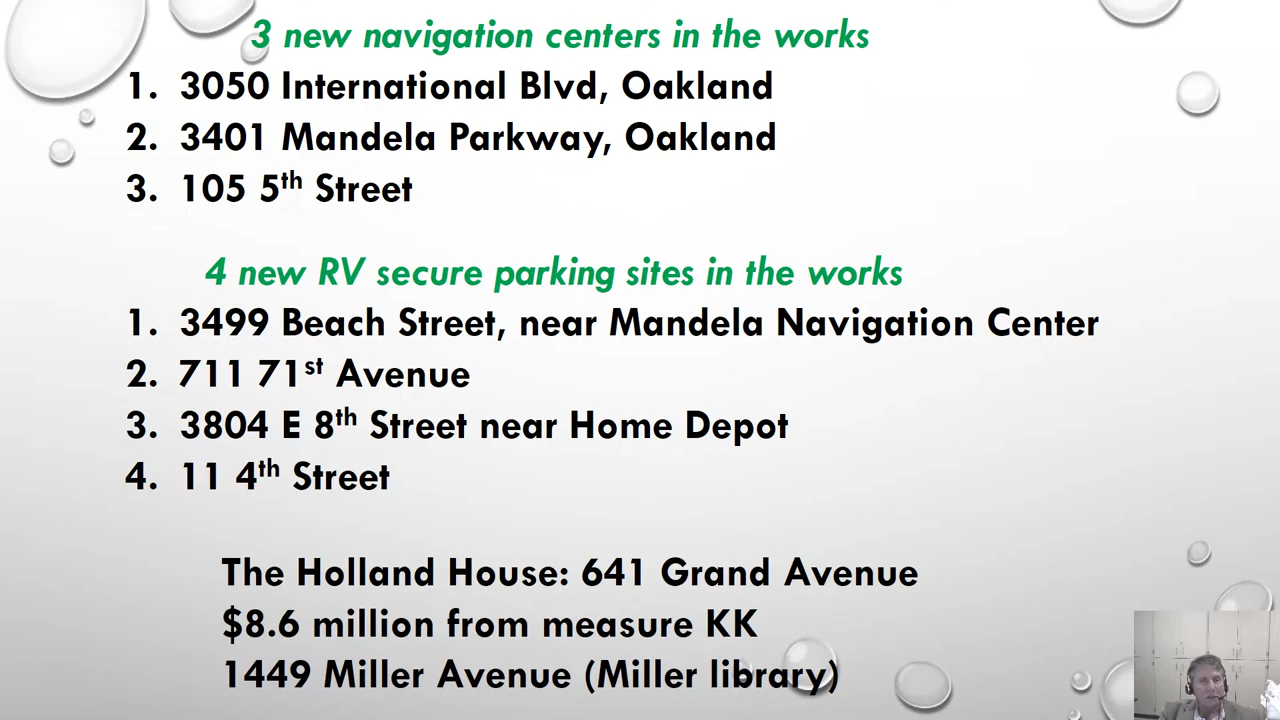 3 new navigation centers in the works
1. 3050 International Blvd, Oakland
2. 3401 Mandela Parkway, Oakland
3. 105 5th Street
4 new RV secure parking sites in the works
1. 3499 Beach Street, near Mandela Navigation Center
2. 711 71st Avenue
3. 3804 E 8th Street near Home Depot
4. 11 4th Street
The Holland House: 641 Grand Avenue
$8.6 million from measure KK
1449 Miller Avenue (Miller library)